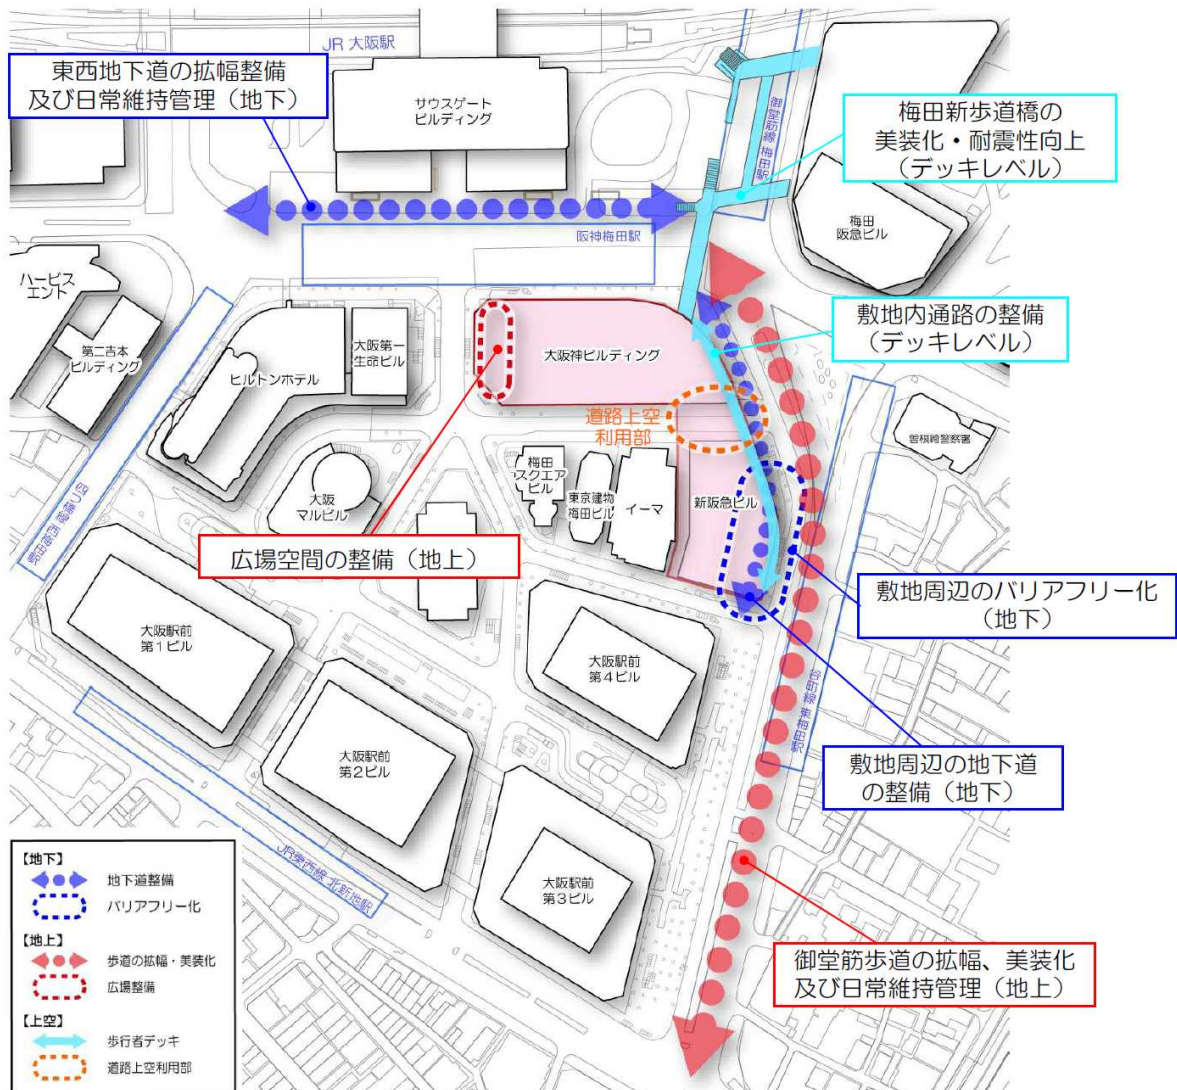 JR 大阪駅
東西地下道の拡幅整備
及び日常維持管理（地下）
サウスゲート
ビルディング
御堂筋線 梅田駅
梅田新歩道橋の
美装化・耐震性向上
（デッキレベル）
梅田
阪急ビル
阪神梅田駅
ハービス
エント
第二吉本
ビルディング
ヒルトンホテル
大阪第一
生命ビル
大阪神ビルディング
敷地内通路の整備
（デッキレベル）
道路上空
利用部
曽根崎警察署
四つ橋線 西梅田駅
大阪
マルビル
梅田
スクエア
ビル
東京建物
梅田ビル
イーマ
新阪急ビル
広場空間の整備（地上）
敷地周辺のバリアフリー化
（地下）
大阪駅前
第1ビル
大阪駅前
第4ビル
谷町線 東梅田駅
大阪駅前
第2ビル
敷地周辺の地下道
の整備（地下）
JR東西線 北新地駅
大阪駅前
第3ビル
御堂筋歩道の拡幅、美装化
及び日常維持管理（地上）
【地下】
地下道整備
バリアフリー化
【地上】
歩道の拡幅・美装化
広場整備
【上空】
歩行者デッキ
道路上空利用部